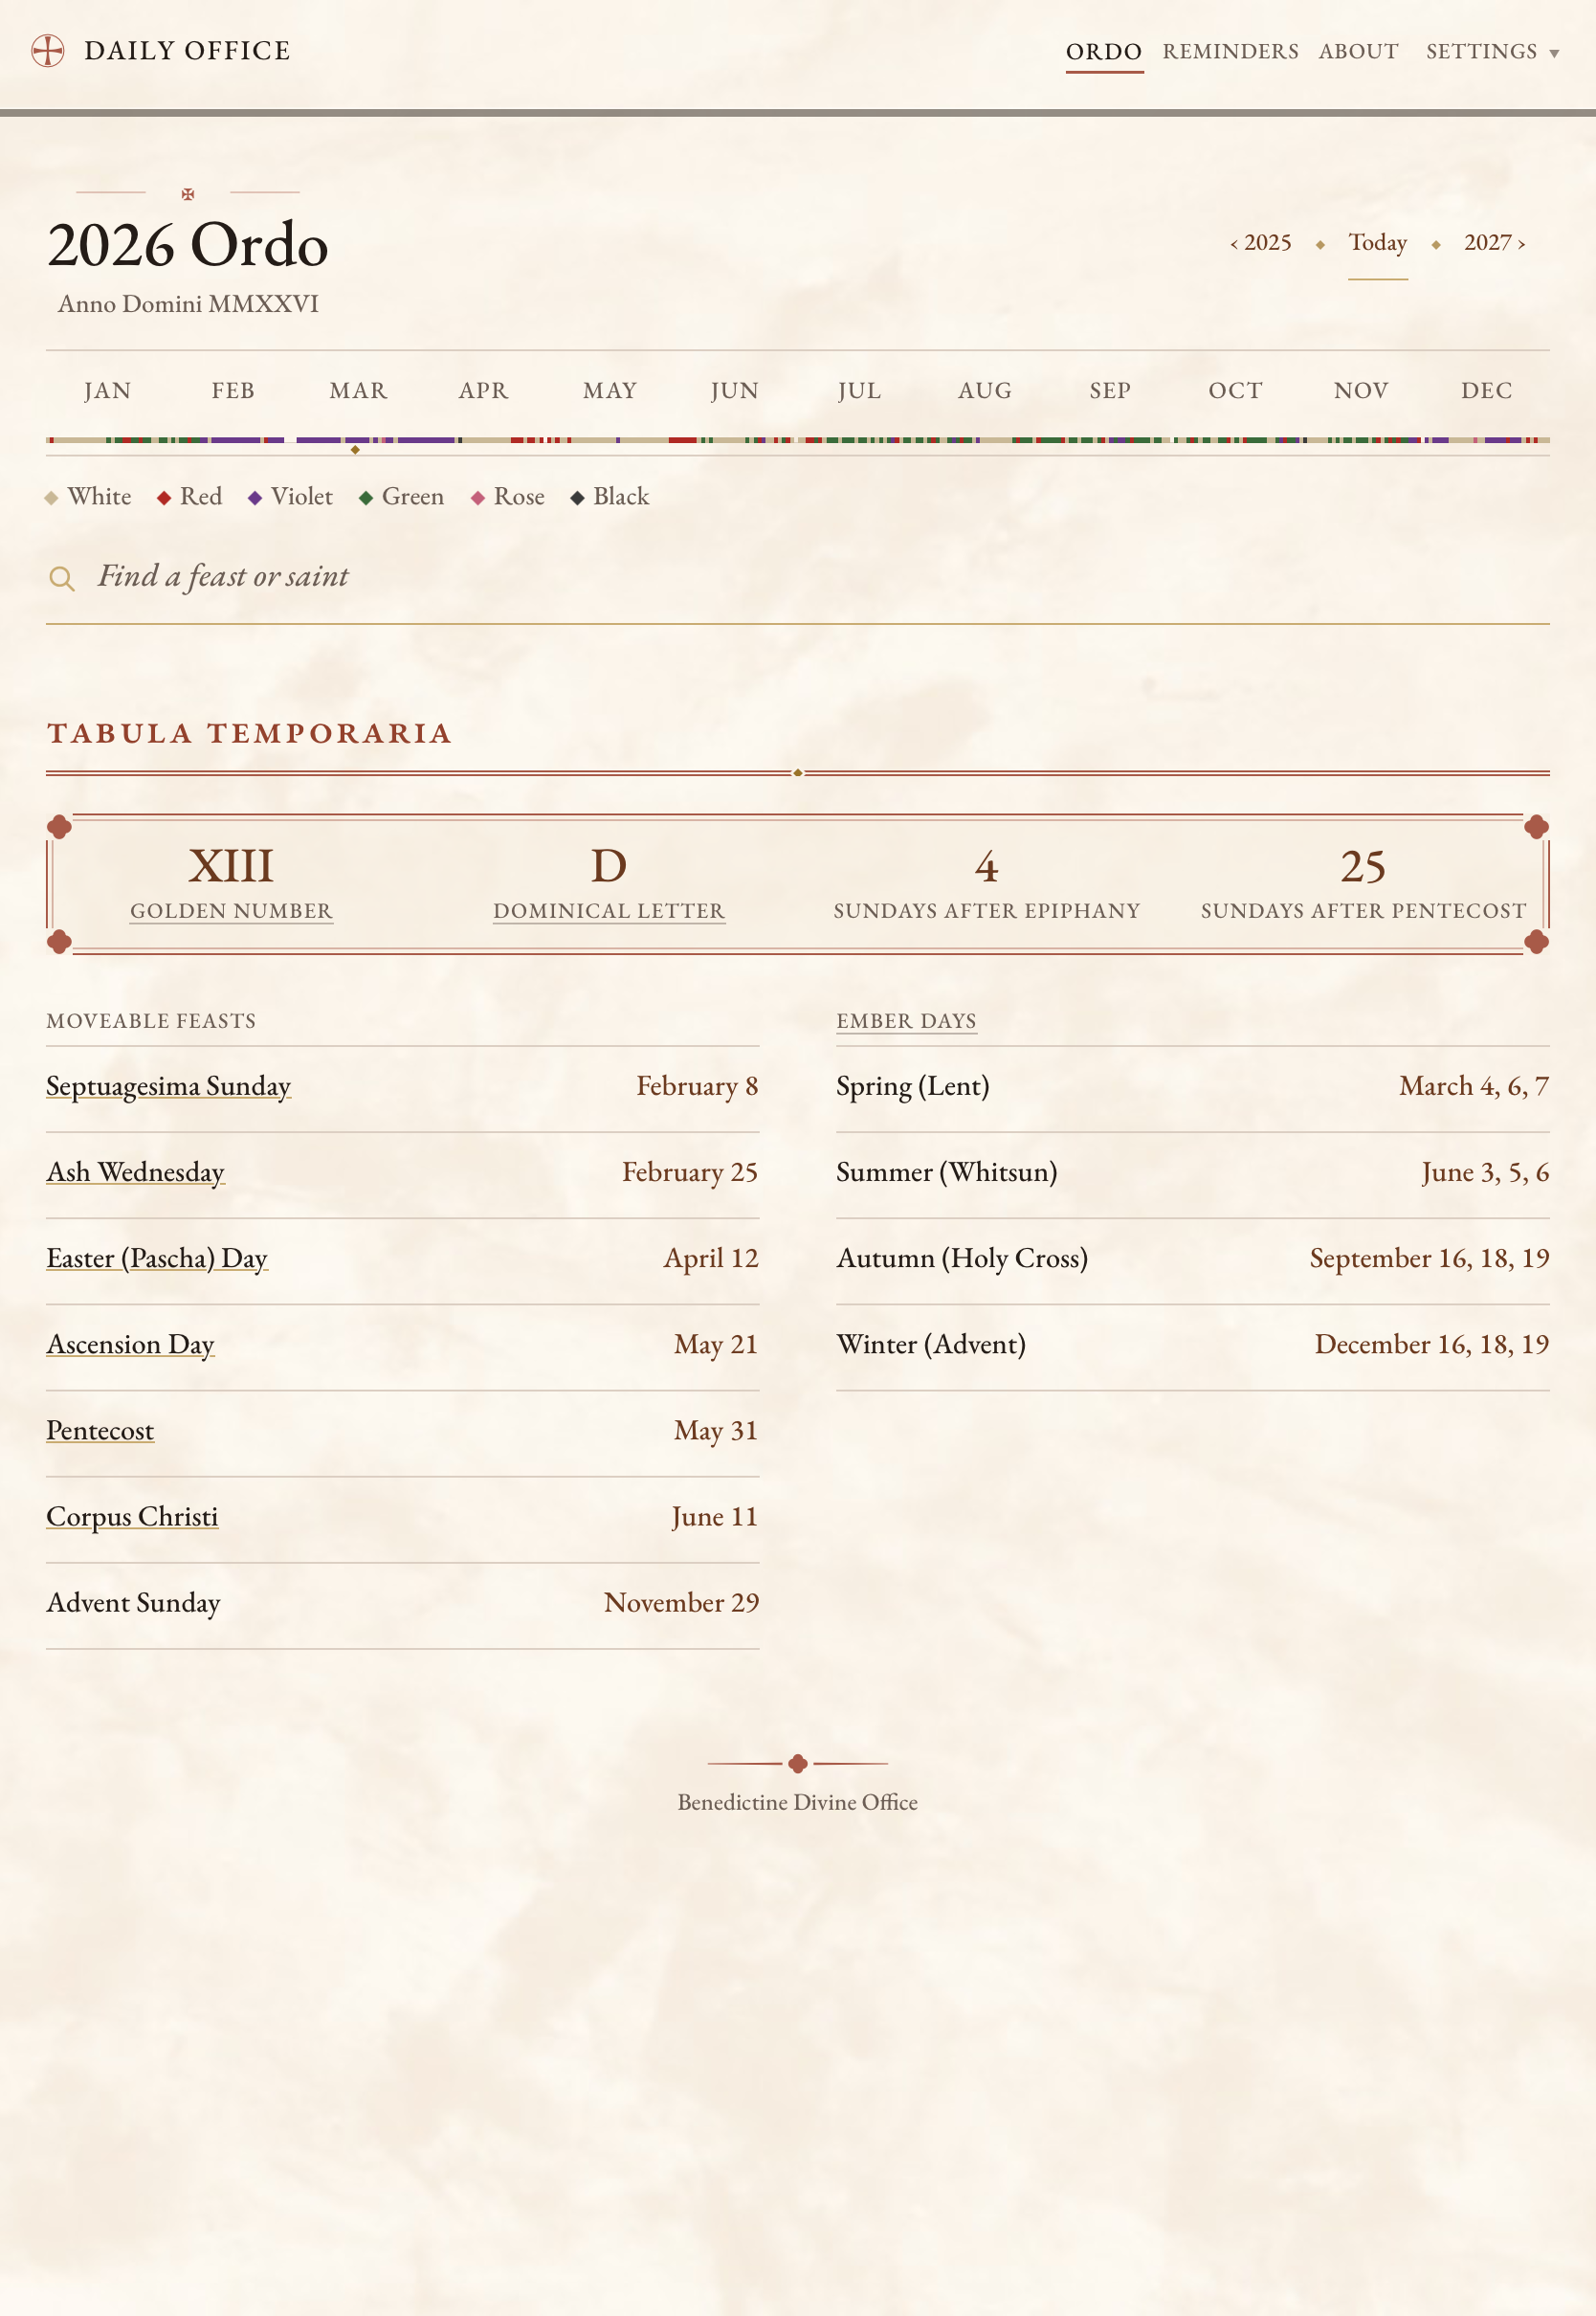 DAILY OFFICE
ORDO REMINDERS ABOUT SETTINGS ▼
2026 Ordo
Anno Domini MMXXVI
‹ 2025 ◆ Today ◆ 2027 ›
JAN FEB MAR APR MAY JUN JUL AUG SEP OCT NOV DEC
White Red Violet Green Rose Black
Find a feast or saint
TABULA TEMPORARIA
XIII D 4 25
GOLDEN NUMBER DOMINICAL LETTER SUNDAYS AFTER EPIPHANY SUNDAYS AFTER PENTECOST
MOVEABLE FEASTS
Septuagesima Sunday February 8
Ash Wednesday February 25
Easter (Pascha) Day April 12
Ascension Day May 21
Pentecost May 31
Corpus Christi June 11
Advent Sunday November 29
EMBER DAYS
Spring (Lent) March 4, 6, 7
Summer (Whitsun) June 3, 5, 6
Autumn (Holy Cross) September 16, 18, 19
Winter (Advent) December 16, 18, 19
Benedictine Divine Office